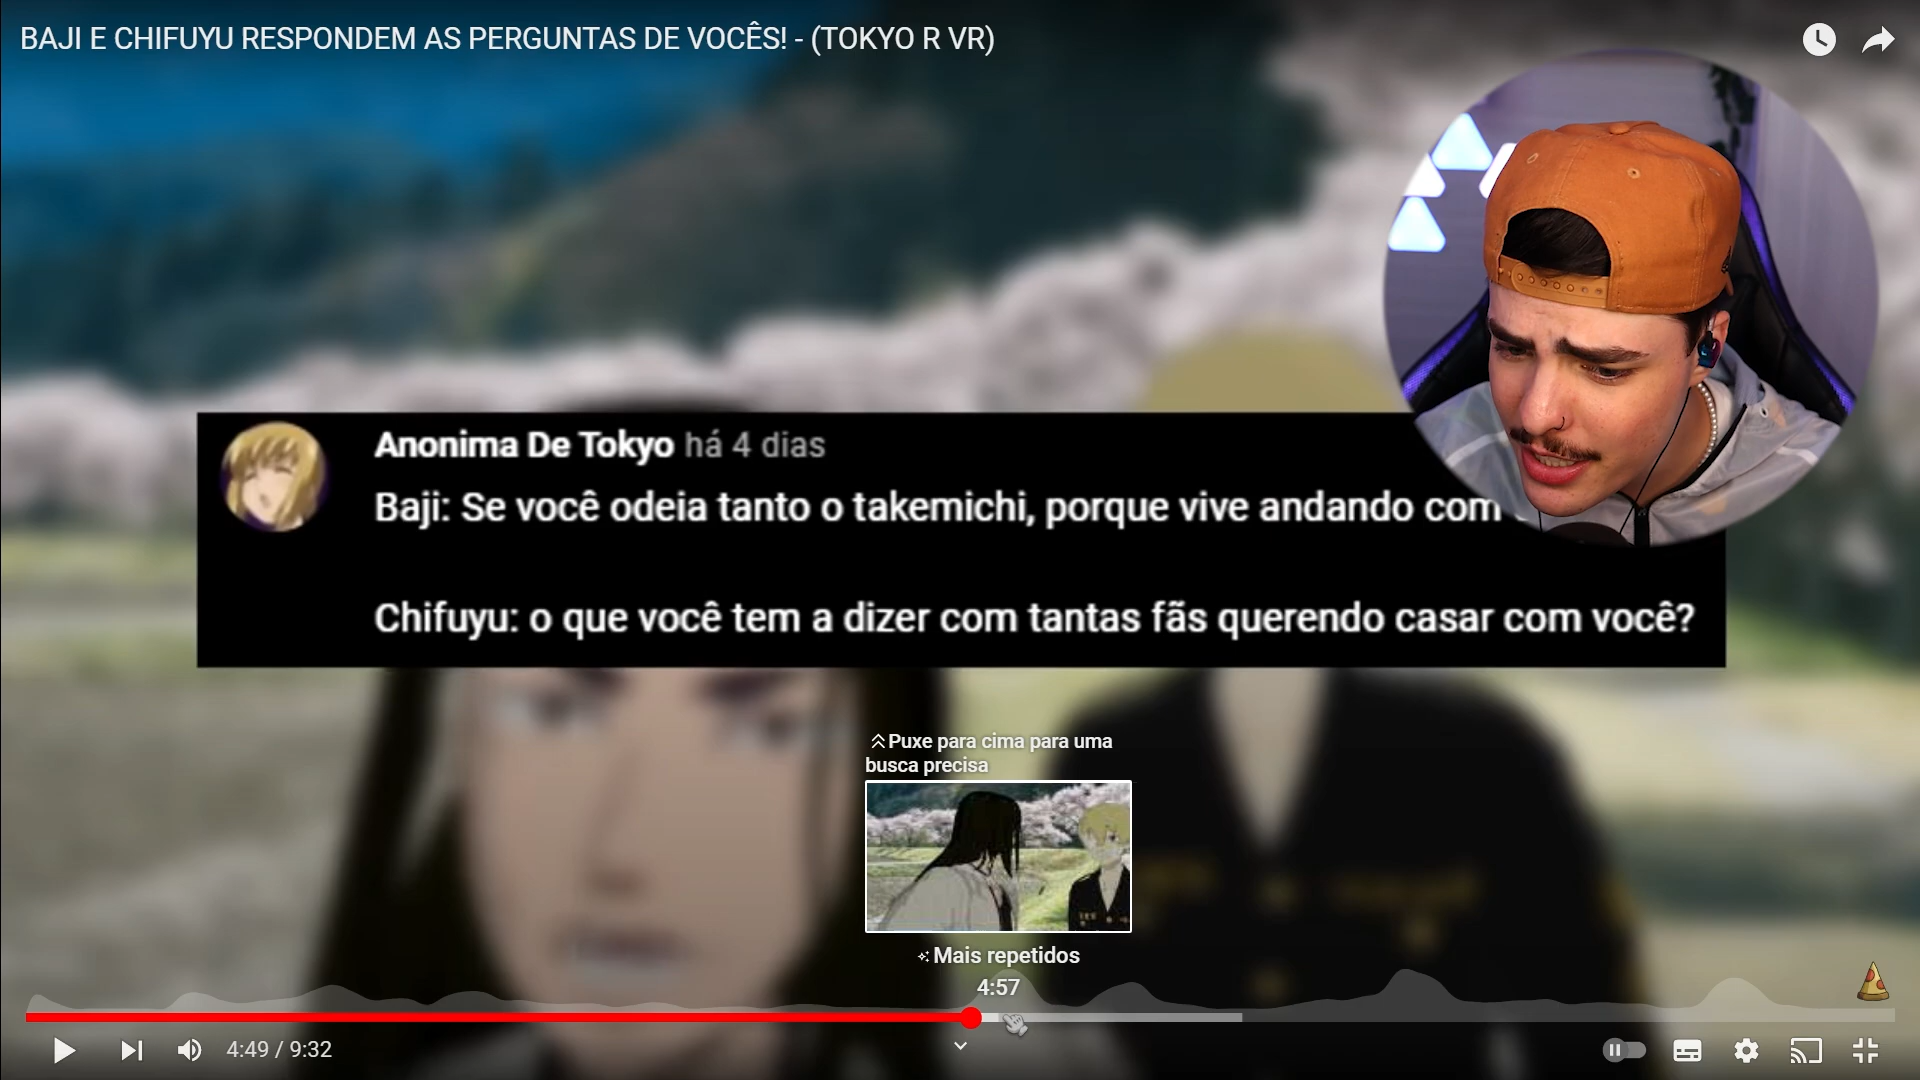 BAJI E CHIFUYU RESPONDEM AS PERGUNTAS DE VOCÊS! - (TOKYO R VR)
Anonima De Tokyo há 4 dias
Baji: Se você odeia tanto o takemichi, porque vive andando com
Chifuyu: o que você tem a dizer com tantas fãs querendo casar com você?
Puxe para cima para uma
busca precisa
Mais repetidos
4:57
4:49 / 9:32